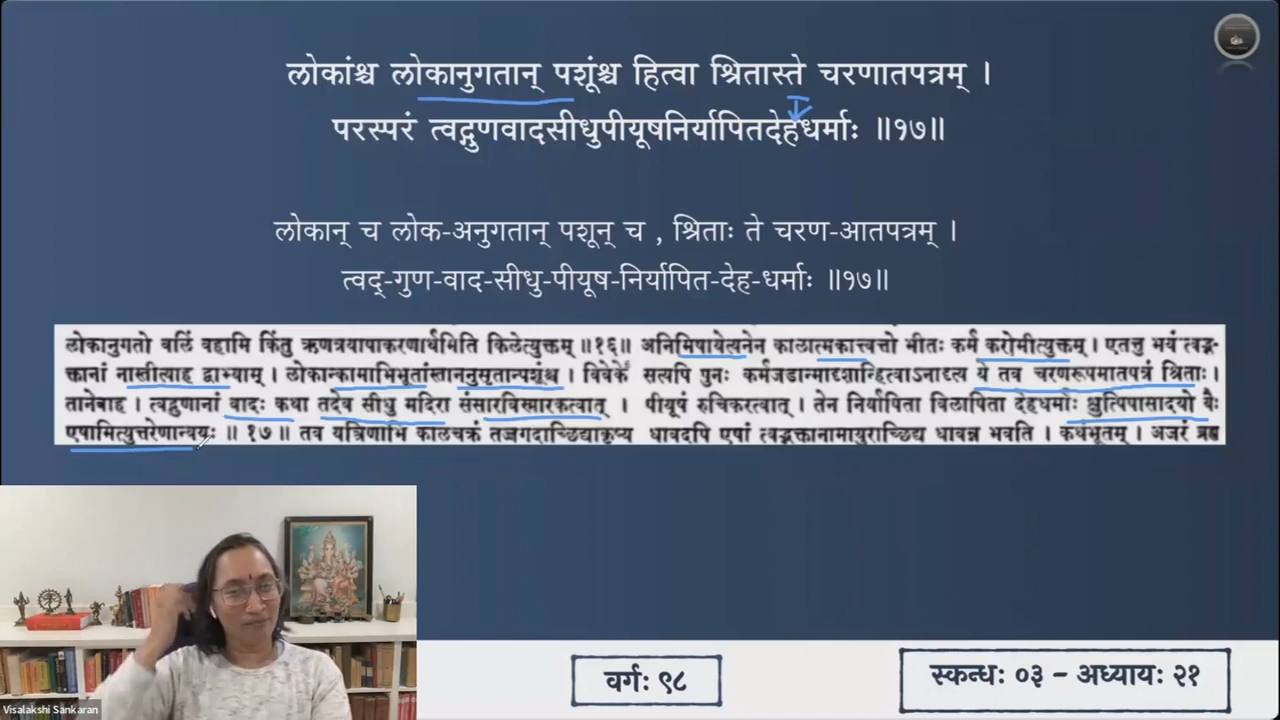 लोकांश्च लोकानुगतान् पशूंश्च हित्वा श्रितास्ते चरणातपत्रम् ।
परस्परं त्वद्गुणवादसीधुपीयूषनिर्यापितदेहधर्माः ॥१७॥
लोकान् च लोक-अनुगतान् पशून् च , श्रिताः ते चरण-आतपत्रम् ।
त्वद्-गुण-वाद-सीधु-पीयूष-निर्यापित-देह-धर्माः ॥१७॥
लोकानुगतो बलिं वहामि किंतु ऋणत्रयापाकरणार्थमिति किलेत्युक्तम् ॥१६॥ अनिमिषायेत्यनेन कालात्मकात्त्वत्तो भीतः कर्म करोमीत्युक्तम् । एतत्तु भयं त्वद्भ-
क्तानां नास्तीत्याह द्वाभ्याम् । लोकान्कामाभिभूतांस्ताननुसृतान्पशूंश्च । विवेके सत्यपि पुनः कर्मजडान्मादृशान्हित्वाऽनादृत्य ये तव चरणरूपमातपत्रं श्रिताः ।
तानेवाह । त्वद्गुणानां वादः कथा तदेव सीधु मदिरा संसारविस्मारकत्वात् । पीयूषं रुचिकरत्वात् । तेन निर्यापिता विलापिता देहधर्माः क्षुत्पिपासादयो यैः
एषामित्युत्तरेणान्वयः ॥ १७ ॥ तव यत्रिणाभि कालचक्रं तज्जगदाच्छिद्याकृष्य धावदपि एषां त्वद्भक्तानामायुराच्छिद्य धावन्न भवति । कथंभूतम् । अजरं ब्रह्म
Visalakshi Sankaran
वर्गः ९८
स्कन्धः ०३ – अध्यायः २१